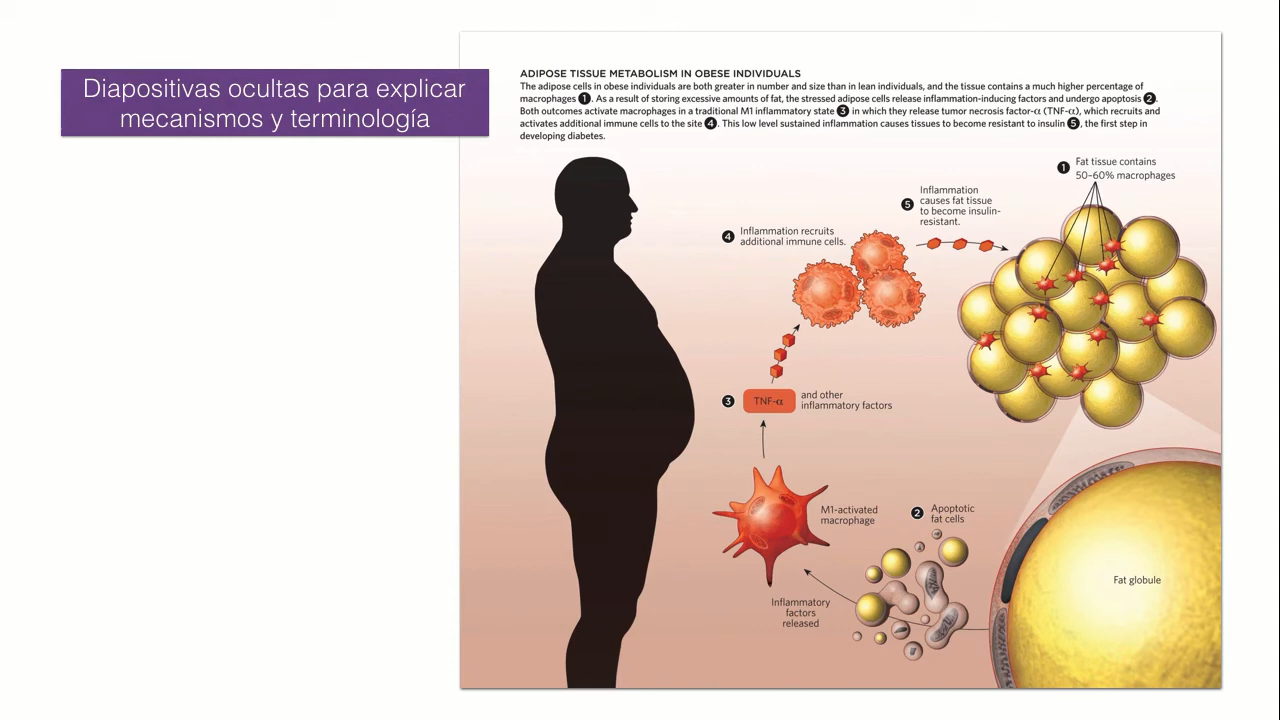 Diapositivas ocultas para explicar
mecanismos y terminología
ADIPOSE TISSUE METABOLISM IN OBESE INDIVIDUALS
The adipose cells in obese individuals are both greater in number and size than in lean individuals, and the tissue contains a much higher percentage of
macrophages 1. As a result of storing excessive amounts of fat, the stressed adipose cells release inflammation-inducing factors and undergo apoptosis 2.
Both outcomes activate macrophages in a traditional M1 inflammatory state 3 in which they release tumor necrosis factor-α (TNF-α), which recruits and
activates additional immune cells to the site 4. This low level sustained inflammation causes tissues to become resistant to insulin 5, the first step in
developing diabetes.
1 Fat tissue contains
50–60% macrophages
5 Inflammation
causes fat tissue
to become insulin-
resistant.
4 Inflammation recruits
additional immune cells.
3 TNF-α and other
inflammatory factors
M1-activated
macrophage
2 Apoptotic
fat cells
Fat globule
Inflammatory
factors
released